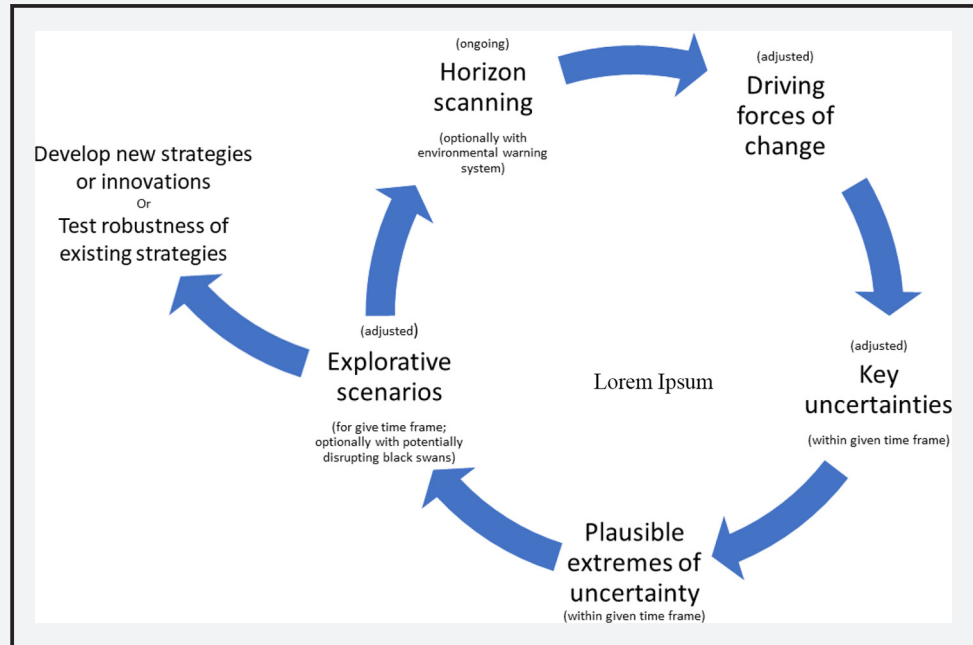 (ongoing)
Horizon
scanning
(optionally with
environmental warning
system)
(adjusted)
Driving
forces of
change
(adjusted)
Key
uncertainties
(within given time frame)
Plausible
extremes of
uncertainty
(within given time frame)
(adjusted)
Explorative
scenarios
(for give time frame;
optionally with potentially
disrupting black swans)
Develop new strategies
or innovations
Or
Test robustness of
existing strategies
Lorem Ipsum